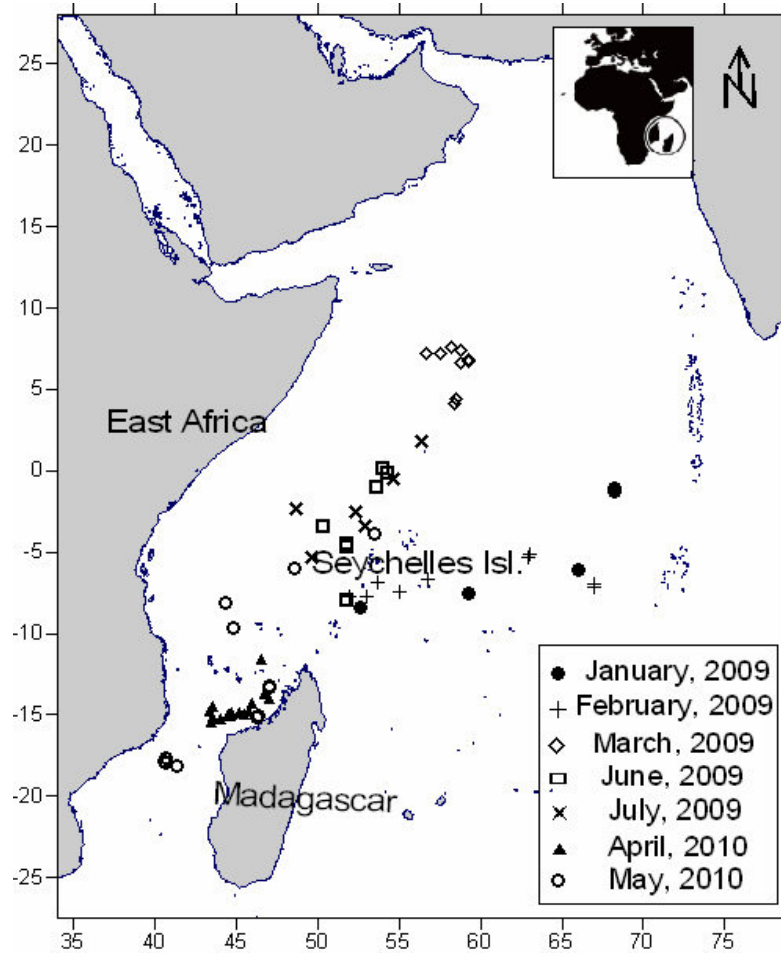 25
20
15
10
5
0
-5
-10
-15
-20
-25
N
East Africa
Seychelles Isl.
Madagascar
January, 2009
February, 2009
March, 2009
June, 2009
July, 2009
April, 2010
May, 2010
35 40 45 50 55 60 65 70 75